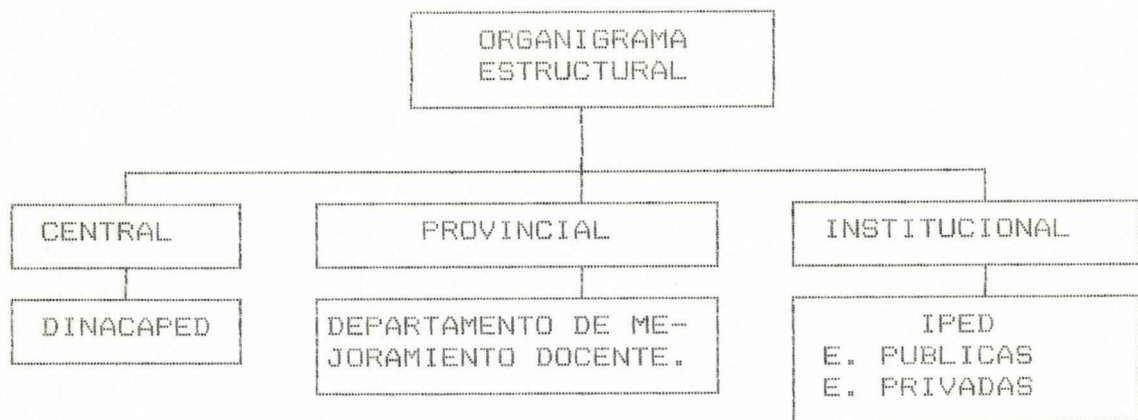 ORGANIGRAMA
ESTRUCTURAL
CENTRAL
PROVINCIAL
INSTITUCIONAL
DINACAPED
DEPARTAMENTO DE ME-
JORAMIENTO DOCENTE.
IPED
E. PUBLICAS
E. PRIVADAS